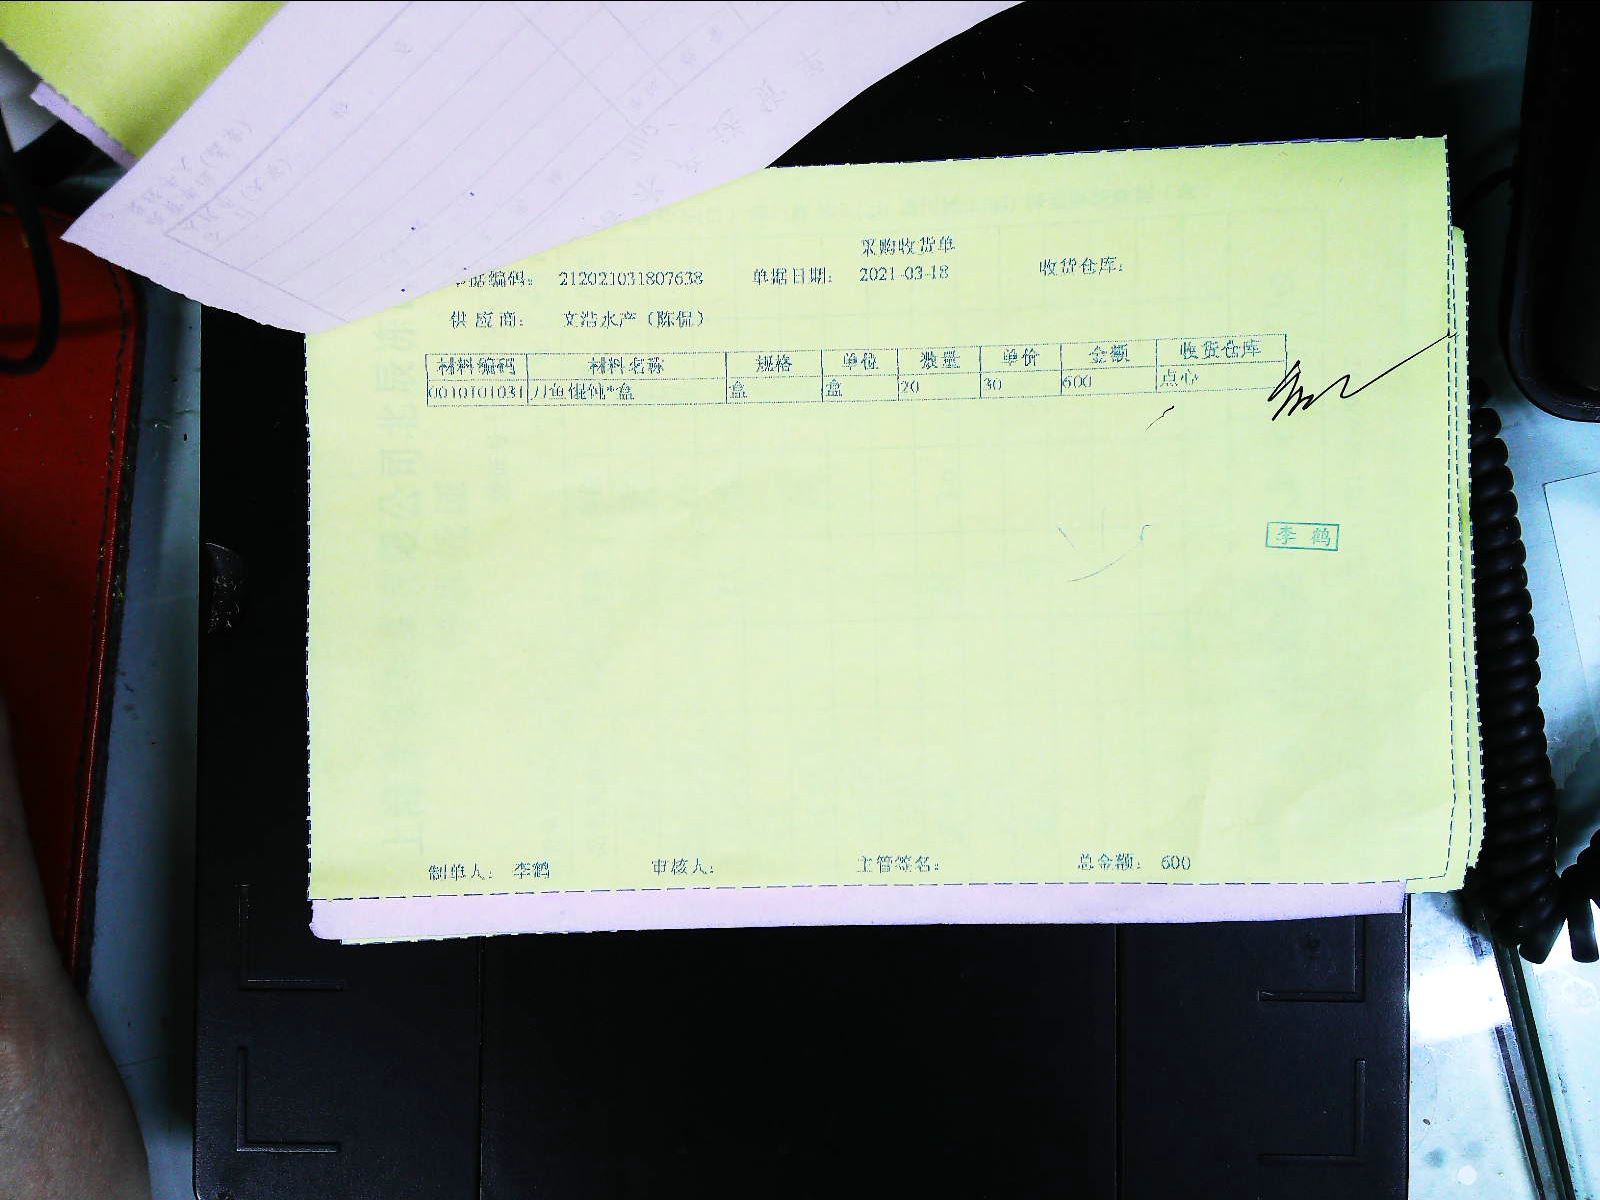 采购收货单
据编码: 212021031807638 单据日期: 2021-03-18 收货仓库:
供应商: 文浩水产(陈侃)
材料编码 材料名称 规格 单位 数量 单价 金额 收货仓库
0010101031 刀鱼馄饨*盒 盒 盒 20 30 600 点心
李鹤
制单人: 李鹤 审核人: 主管签名: 总金额: 600